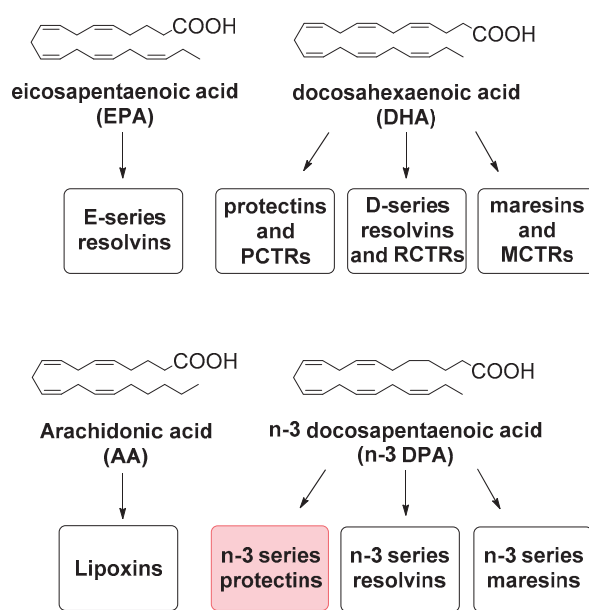 COOH
eicosapentaenoic acid
(EPA)
E-series
resolvins
COOH
docosahexaenoic acid
(DHA)
protectins
and
PCTRs
D-series
resolvins
and RCTRs
maresins
and
MCTRs
COOH
Arachidonic acid
(AA)
Lipoxins
COOH
n-3 docosapentaenoic acid
(n-3 DPA)
n-3 series
protectins
n-3 series
resolvins
n-3 series
maresins